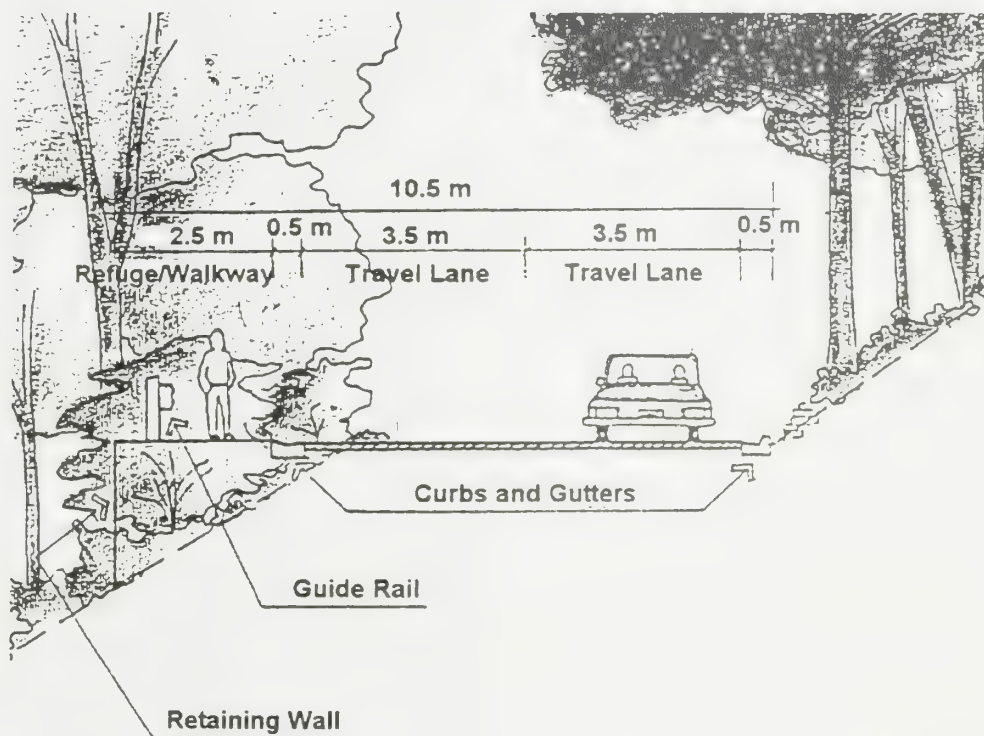 10.5 m
2.5 m 0.5 m 3.5 m 3.5 m 0.5 m
Refuge/Walkway Travel Lane Travel Lane
Curbs and Gutters
Guide Rail
Retaining Wall